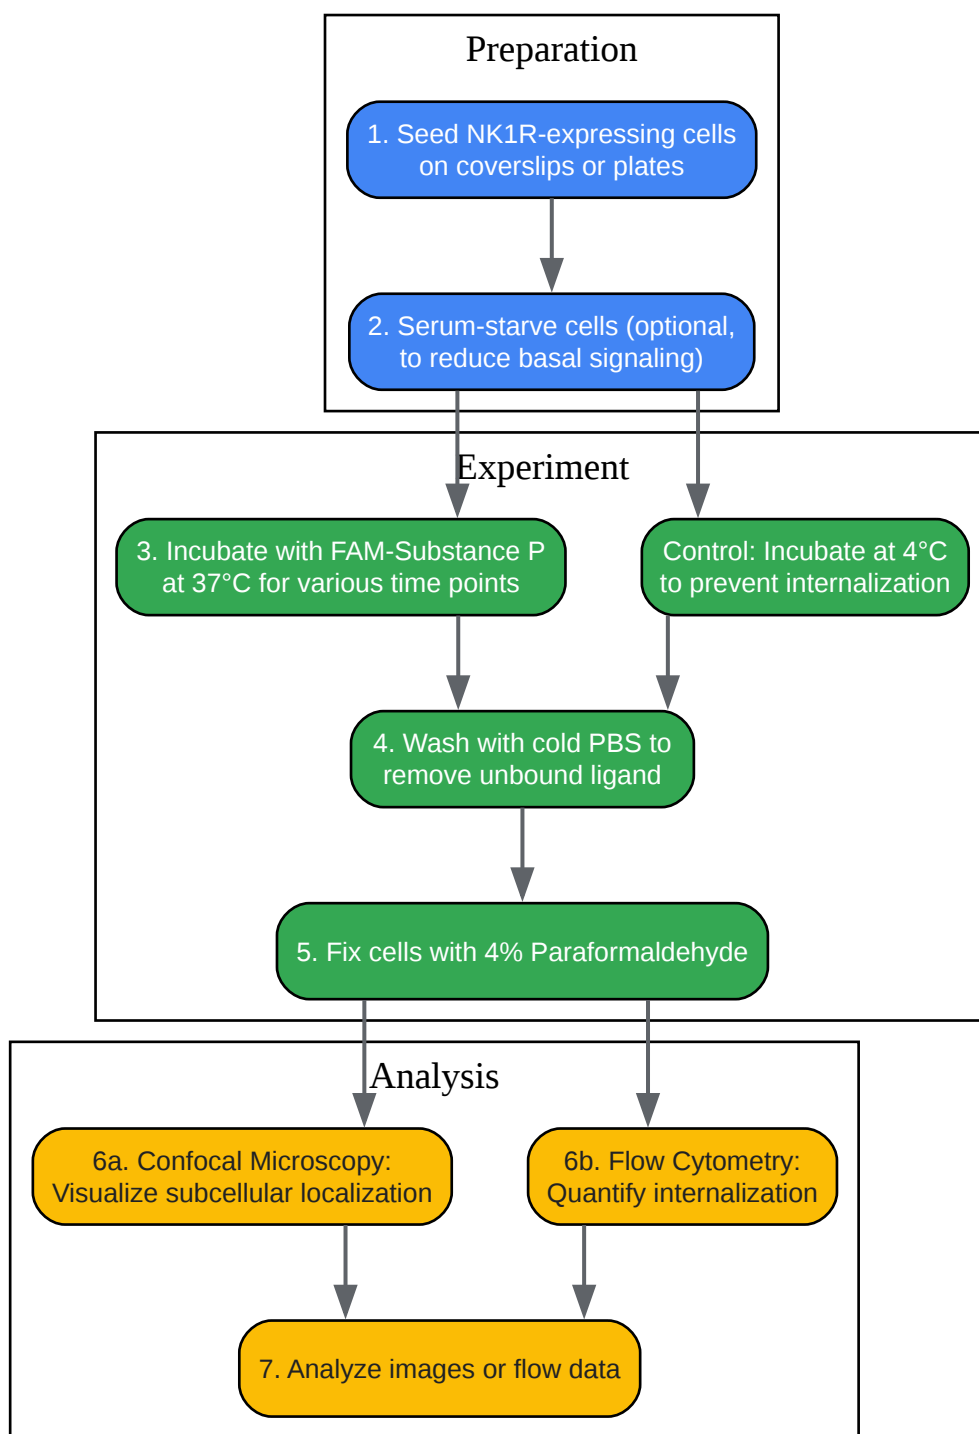 Preparation
1. Seed NK1R-expressing cells
on coverslips or plates
2. Serum-starve cells (optional,
to reduce basal signaling)
Experiment
3. Incubate with FAM-Substance P
at 37°C for various time points
Control: Incubate at 4°C
to prevent internalization
4. Wash with cold PBS to
remove unbound ligand
5. Fix cells with 4% Paraformaldehyde
Analysis
6a. Confocal Microscopy:
Visualize subcellular localization
6b. Flow Cytometry:
Quantify internalization
7. Analyze images or flow data